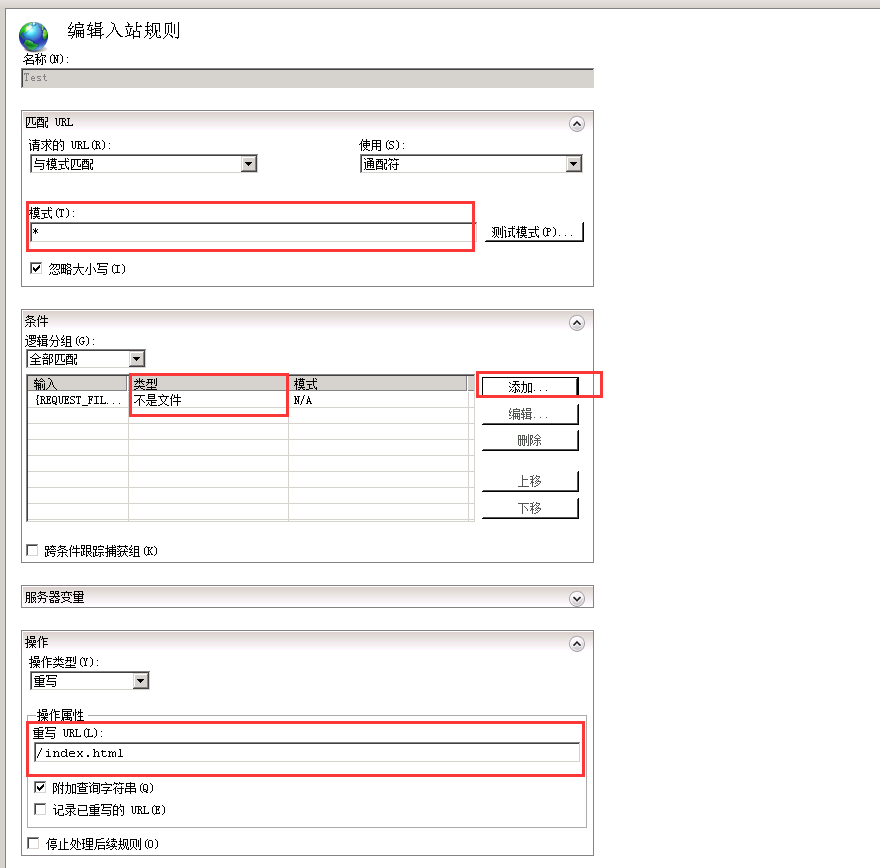 编辑入站规则
名称(N):
Test
匹配 URL
请求的 URL(R):
使用(S):
与模式匹配
通配符
模式(T):
*
测试模式(P)...
忽略大小写(I)
条件
逻辑分组(G):
全部匹配
输入 类型 模式
{REQUEST_FIL... 不是文件 N/A
添加...
编辑...
删除
上移
下移
跨条件跟踪捕获组(K)
服务器变量
操作
操作类型(Y):
重写
操作属性
重写 URL(L):
/index.html
附加查询字符串(Q)
记录已重写的 URL(E)
停止处理后续规则(O)